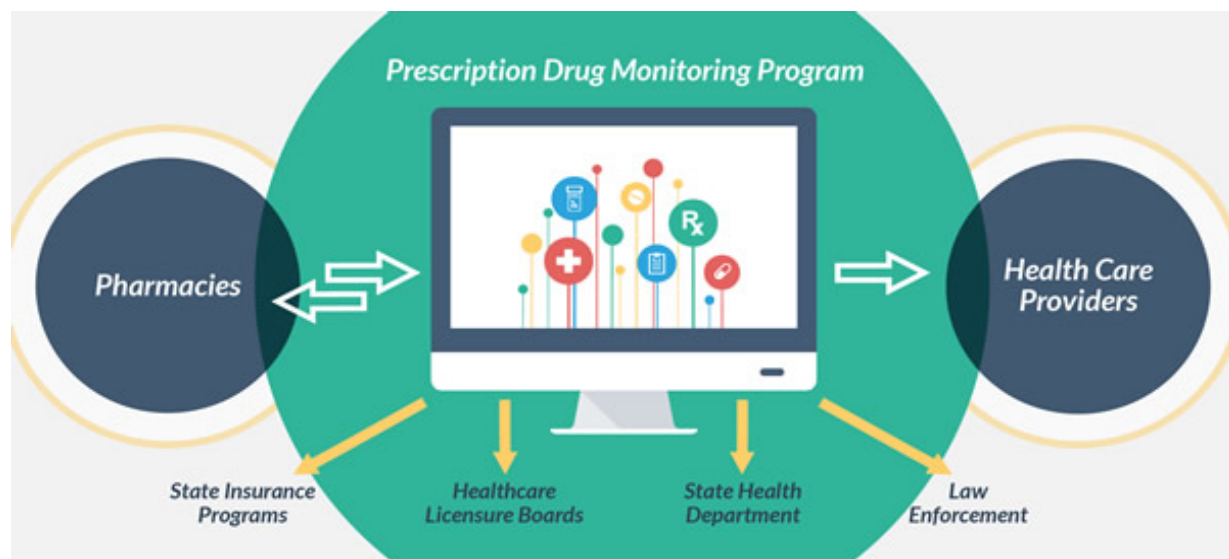 Prescription Drug Monitoring Program
Pharmacies
Rx
Health Care
Providers
State Insurance
Programs
Healthcare
Licensure Boards
State Health
Department
Law
Enforcement